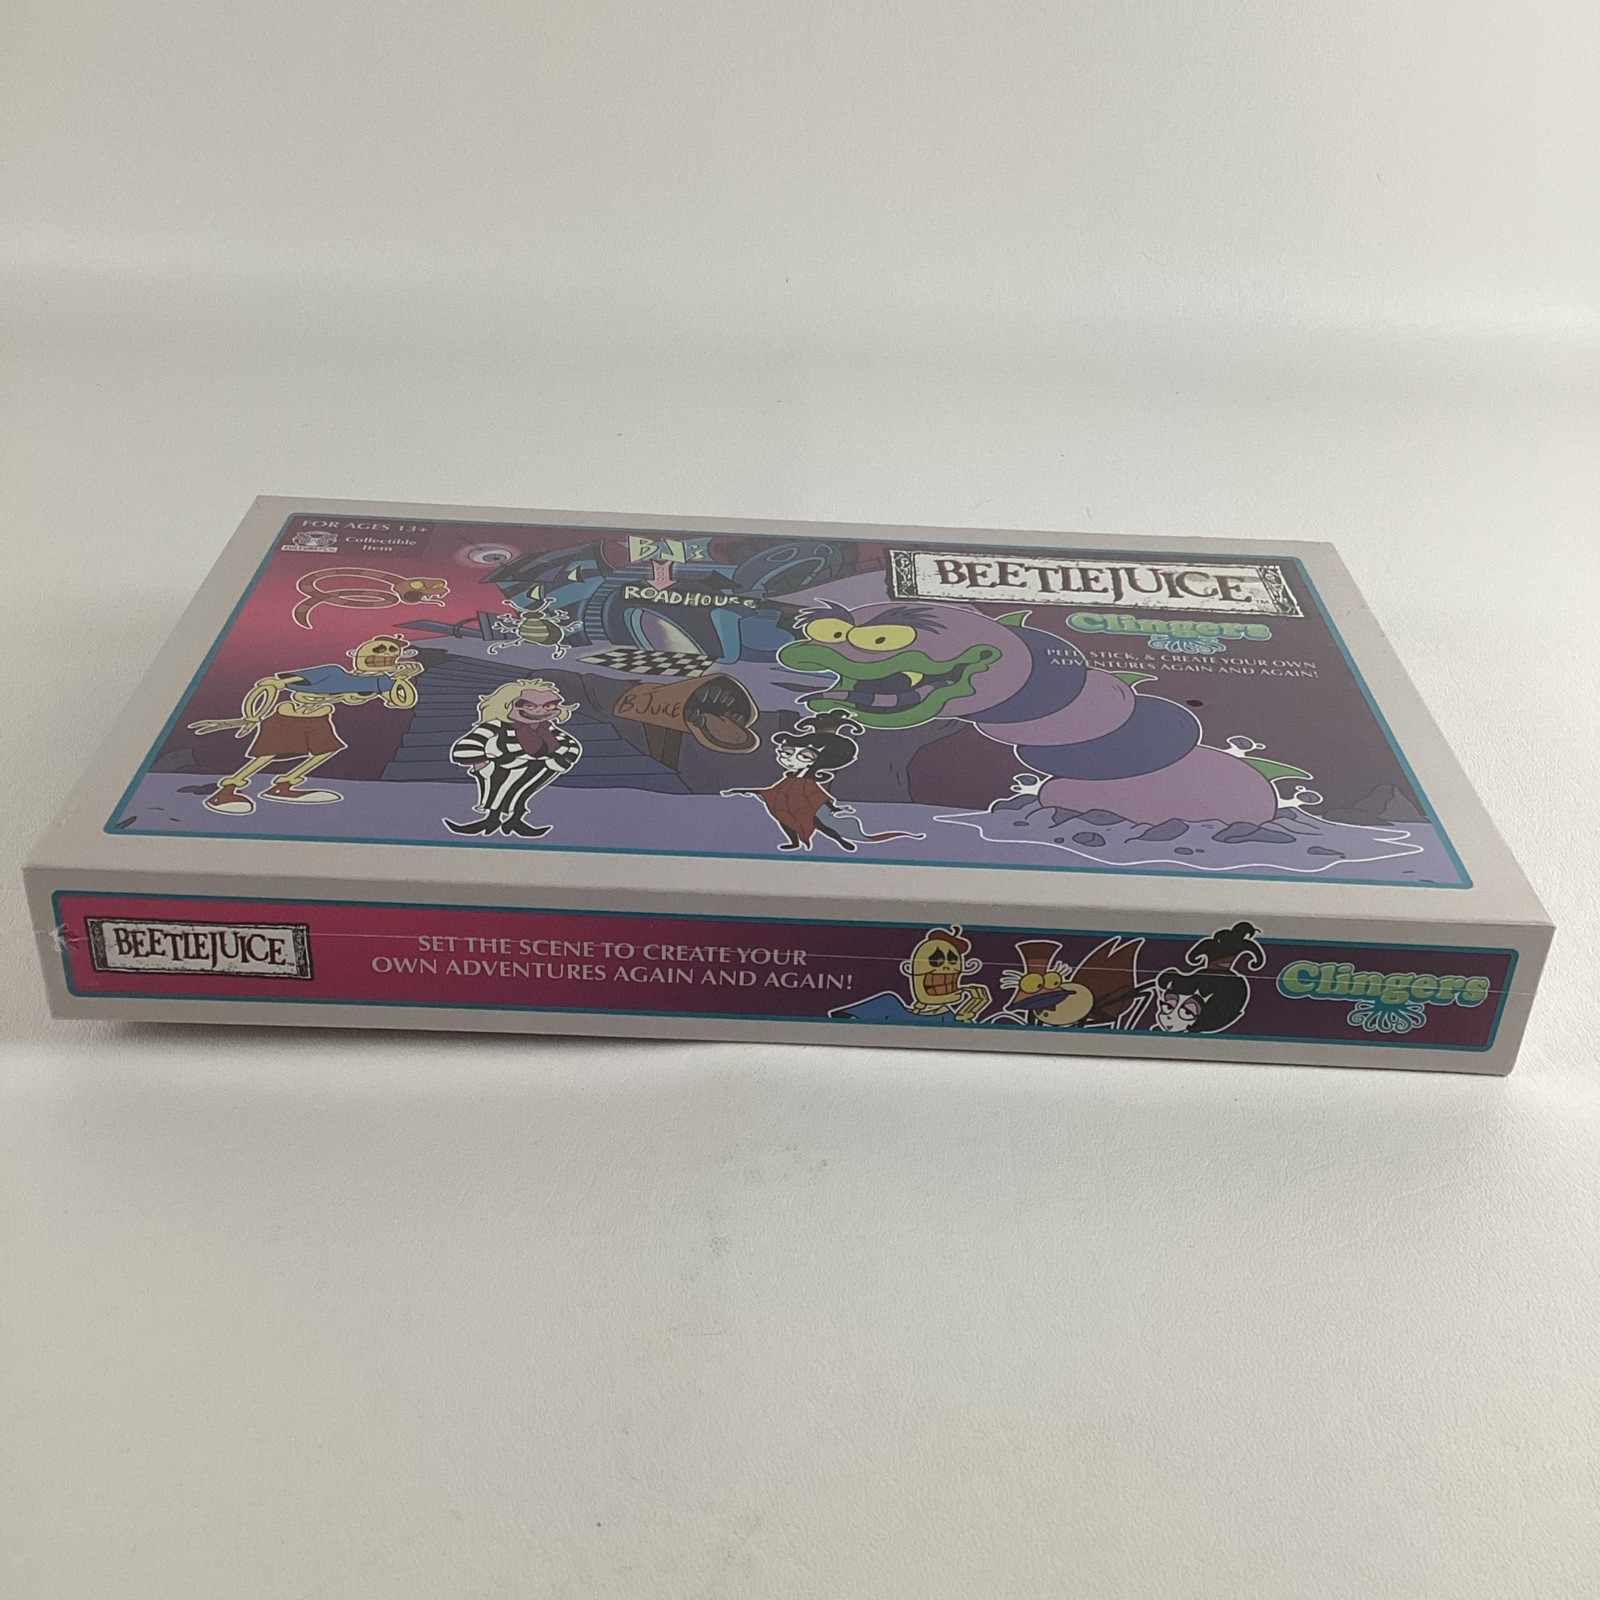 FOR AGES 13+
Collectible
Item
BJ's
ROADHOUSE
B.JUICE
BEETLEJUICE
Clingers
PEEL, STICK, & CREATE YOUR OWN
ADVENTURES AGAIN AND AGAIN!
BEETLEJUICE
SET THE SCENE TO CREATE YOUR
OWN ADVENTURES AGAIN AND AGAIN!
Clingers